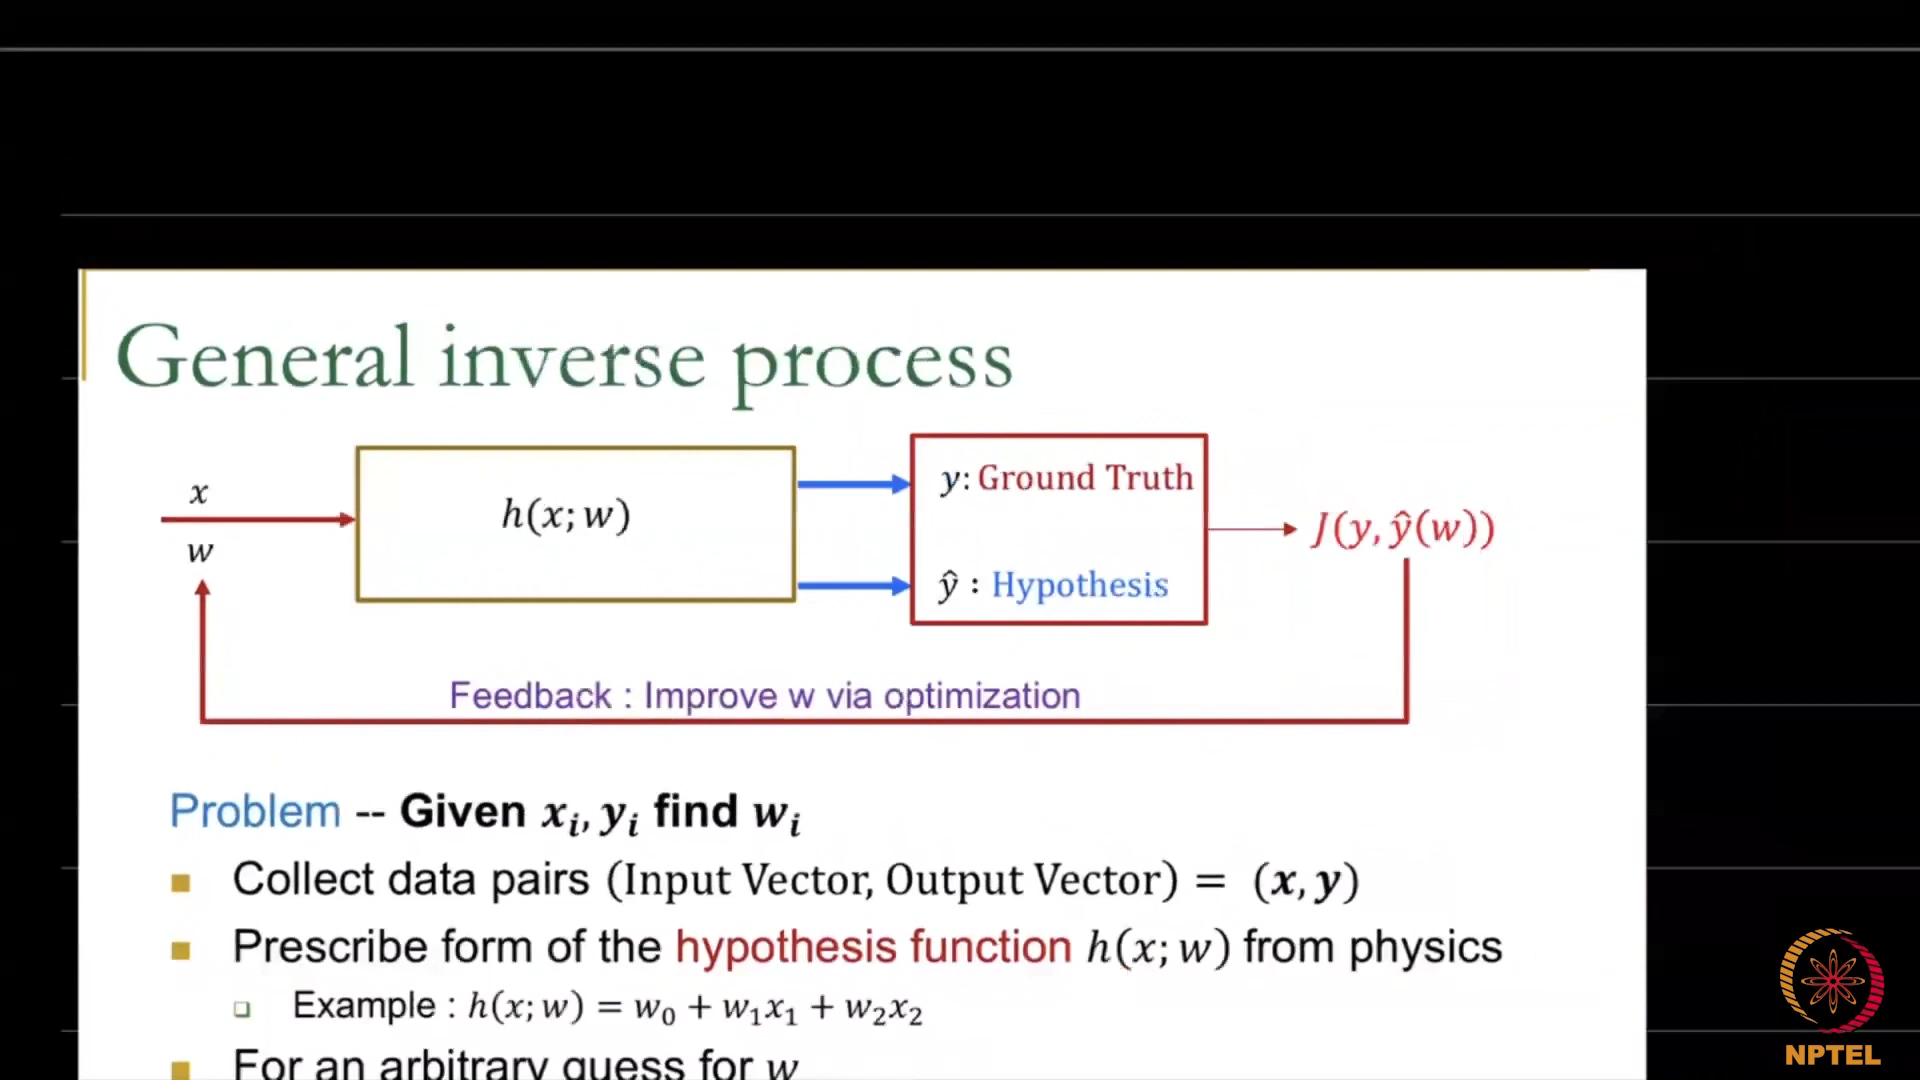 General inverse process
x
w
h(x; w)
y: Ground Truth
ŷ : Hypothesis
J(y, ŷ(w))
Feedback : Improve w via optimization
Problem -- Given xᵢ, yᵢ find wᵢ
Collect data pairs (Input Vector, Output Vector) = (x, y)
Prescribe form of the hypothesis function h(x; w) from physics
Example : h(x; w) = w₀ + w₁x₁ + w₂x₂
For an arbitrary guess for w
NPTEL